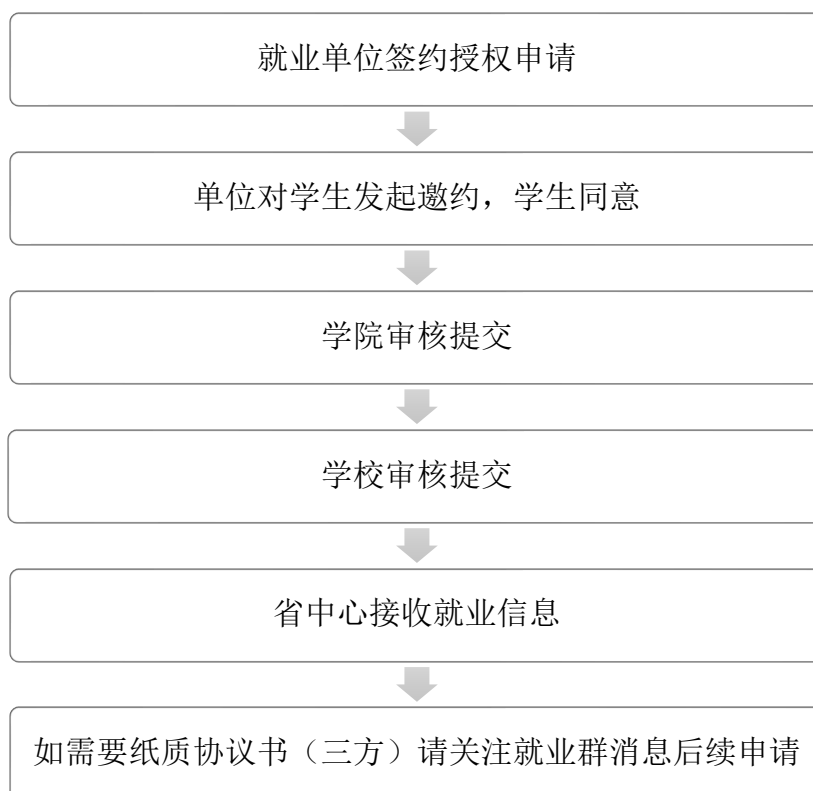 就业单位签约授权申请
单位对学生发起邀约，学生同意
学院审核提交
学校审核提交
省中心接收就业信息
如需要纸质协议书（三方）请关注就业群消息后续申请